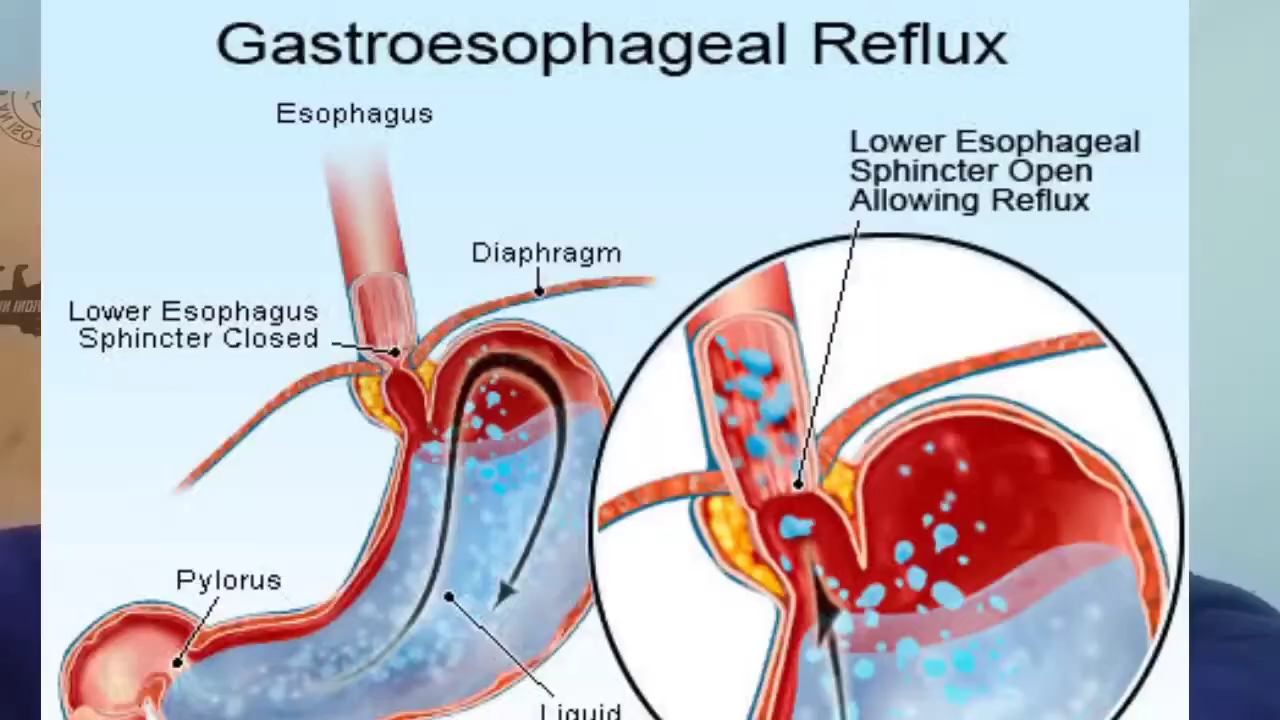 Gastroesophageal Reflux
Esophagus
Lower Esophageal
Sphincter Open
Allowing Reflux
Diaphragm
Lower Esophagus
Sphincter Closed
Pylorus
Liquid